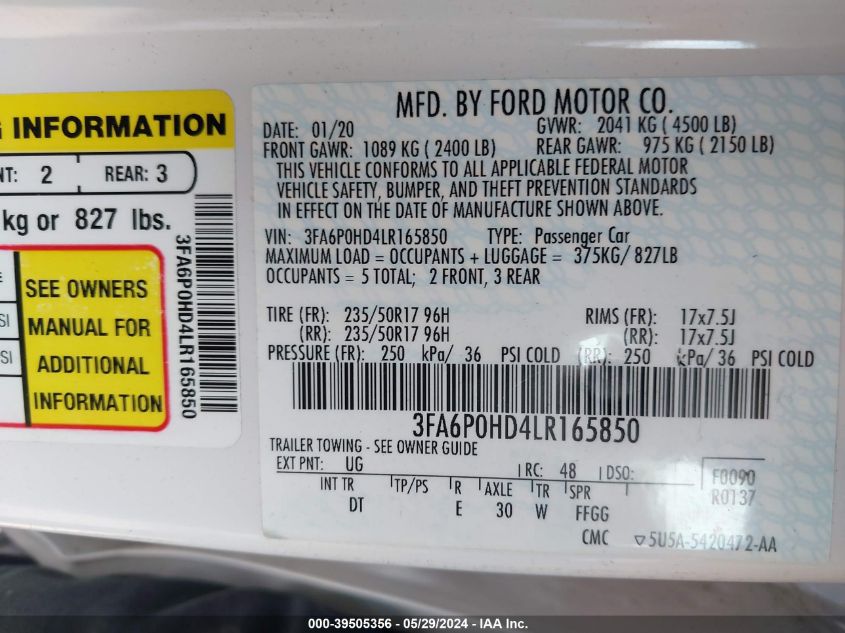 G INFORMATION
NT: 2 REAR: 3
kg or 827 lbs.
SEE OWNERS
MANUAL FOR
ADDITIONAL
INFORMATION
SI
SI
3FA6P0HD4LR165850
MFD. BY FORD MOTOR CO.
DATE: 01/20 GVWR: 2041 KG ( 4500 LB)
FRONT GAWR: 1089 KG ( 2400 LB) REAR GAWR: 975 KG ( 2150 LB)
THIS VEHICLE CONFORMS TO ALL APPLICABLE FEDERAL MOTOR
VEHICLE SAFETY, BUMPER, AND THEFT PREVENTION STANDARDS
IN EFFECT ON THE DATE OF MANUFACTURE SHOWN ABOVE.
VIN: 3FA6P0HD4LR165850 TYPE: Passenger Car
MAXIMUM LOAD = OCCUPANTS + LUGGAGE = 375KG/ 827LB
OCCUPANTS = 5 TOTAL; 2 FRONT, 3 REAR
TIRE (FR): 235/50R17 96H RIMS (FR): 17x7.5J
(RR): 235/50R17 96H (RR): 17x7.5J
PRESSURE (FR): 250 kPa/ 36 PSI COLD (RR): 250 kPa/ 36 PSI COLD
3FA6P0HD4LR165850
TRAILER TOWING - SEE OWNER GUIDE
EXT PNT: UG RC: 48 DSO: F0090
R0137
INT TR TP/PS R AXLE TR SPR
DT E 30 W FFGG
CMC ▽5U5A-5420472-AA
000-39505356 - 05/29/2024 - IAA Inc.